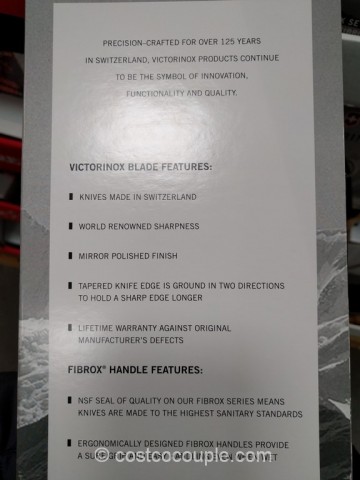 PRECISION-CRAFTED FOR OVER 125 YEARS
IN SWITZERLAND, VICTORINOX PRODUCTS CONTINUE
TO BE THE SYMBOL OF INNOVATION,
FUNCTIONALITY AND QUALITY.
VICTORINOX BLADE FEATURES:
KNIVES MADE IN SWITZERLAND
WORLD RENOWNED SHARPNESS
MIRROR POLISHED FINISH
TAPERED KNIFE EDGE IS GROUND IN TWO DIRECTIONS
TO HOLD A SHARP EDGE LONGER
LIFETIME WARRANTY AGAINST ORIGINAL
MANUFACTURER'S DEFECTS
FIBROX® HANDLE FEATURES:
NSF SEAL OF QUALITY ON OUR FIBROX SERIES MEANS
KNIVES ARE MADE TO THE HIGHEST SANITARY STANDARDS
ERGONOMICALLY DESIGNED FIBROX HANDLES PROVIDE
A WET
costcocouple.com